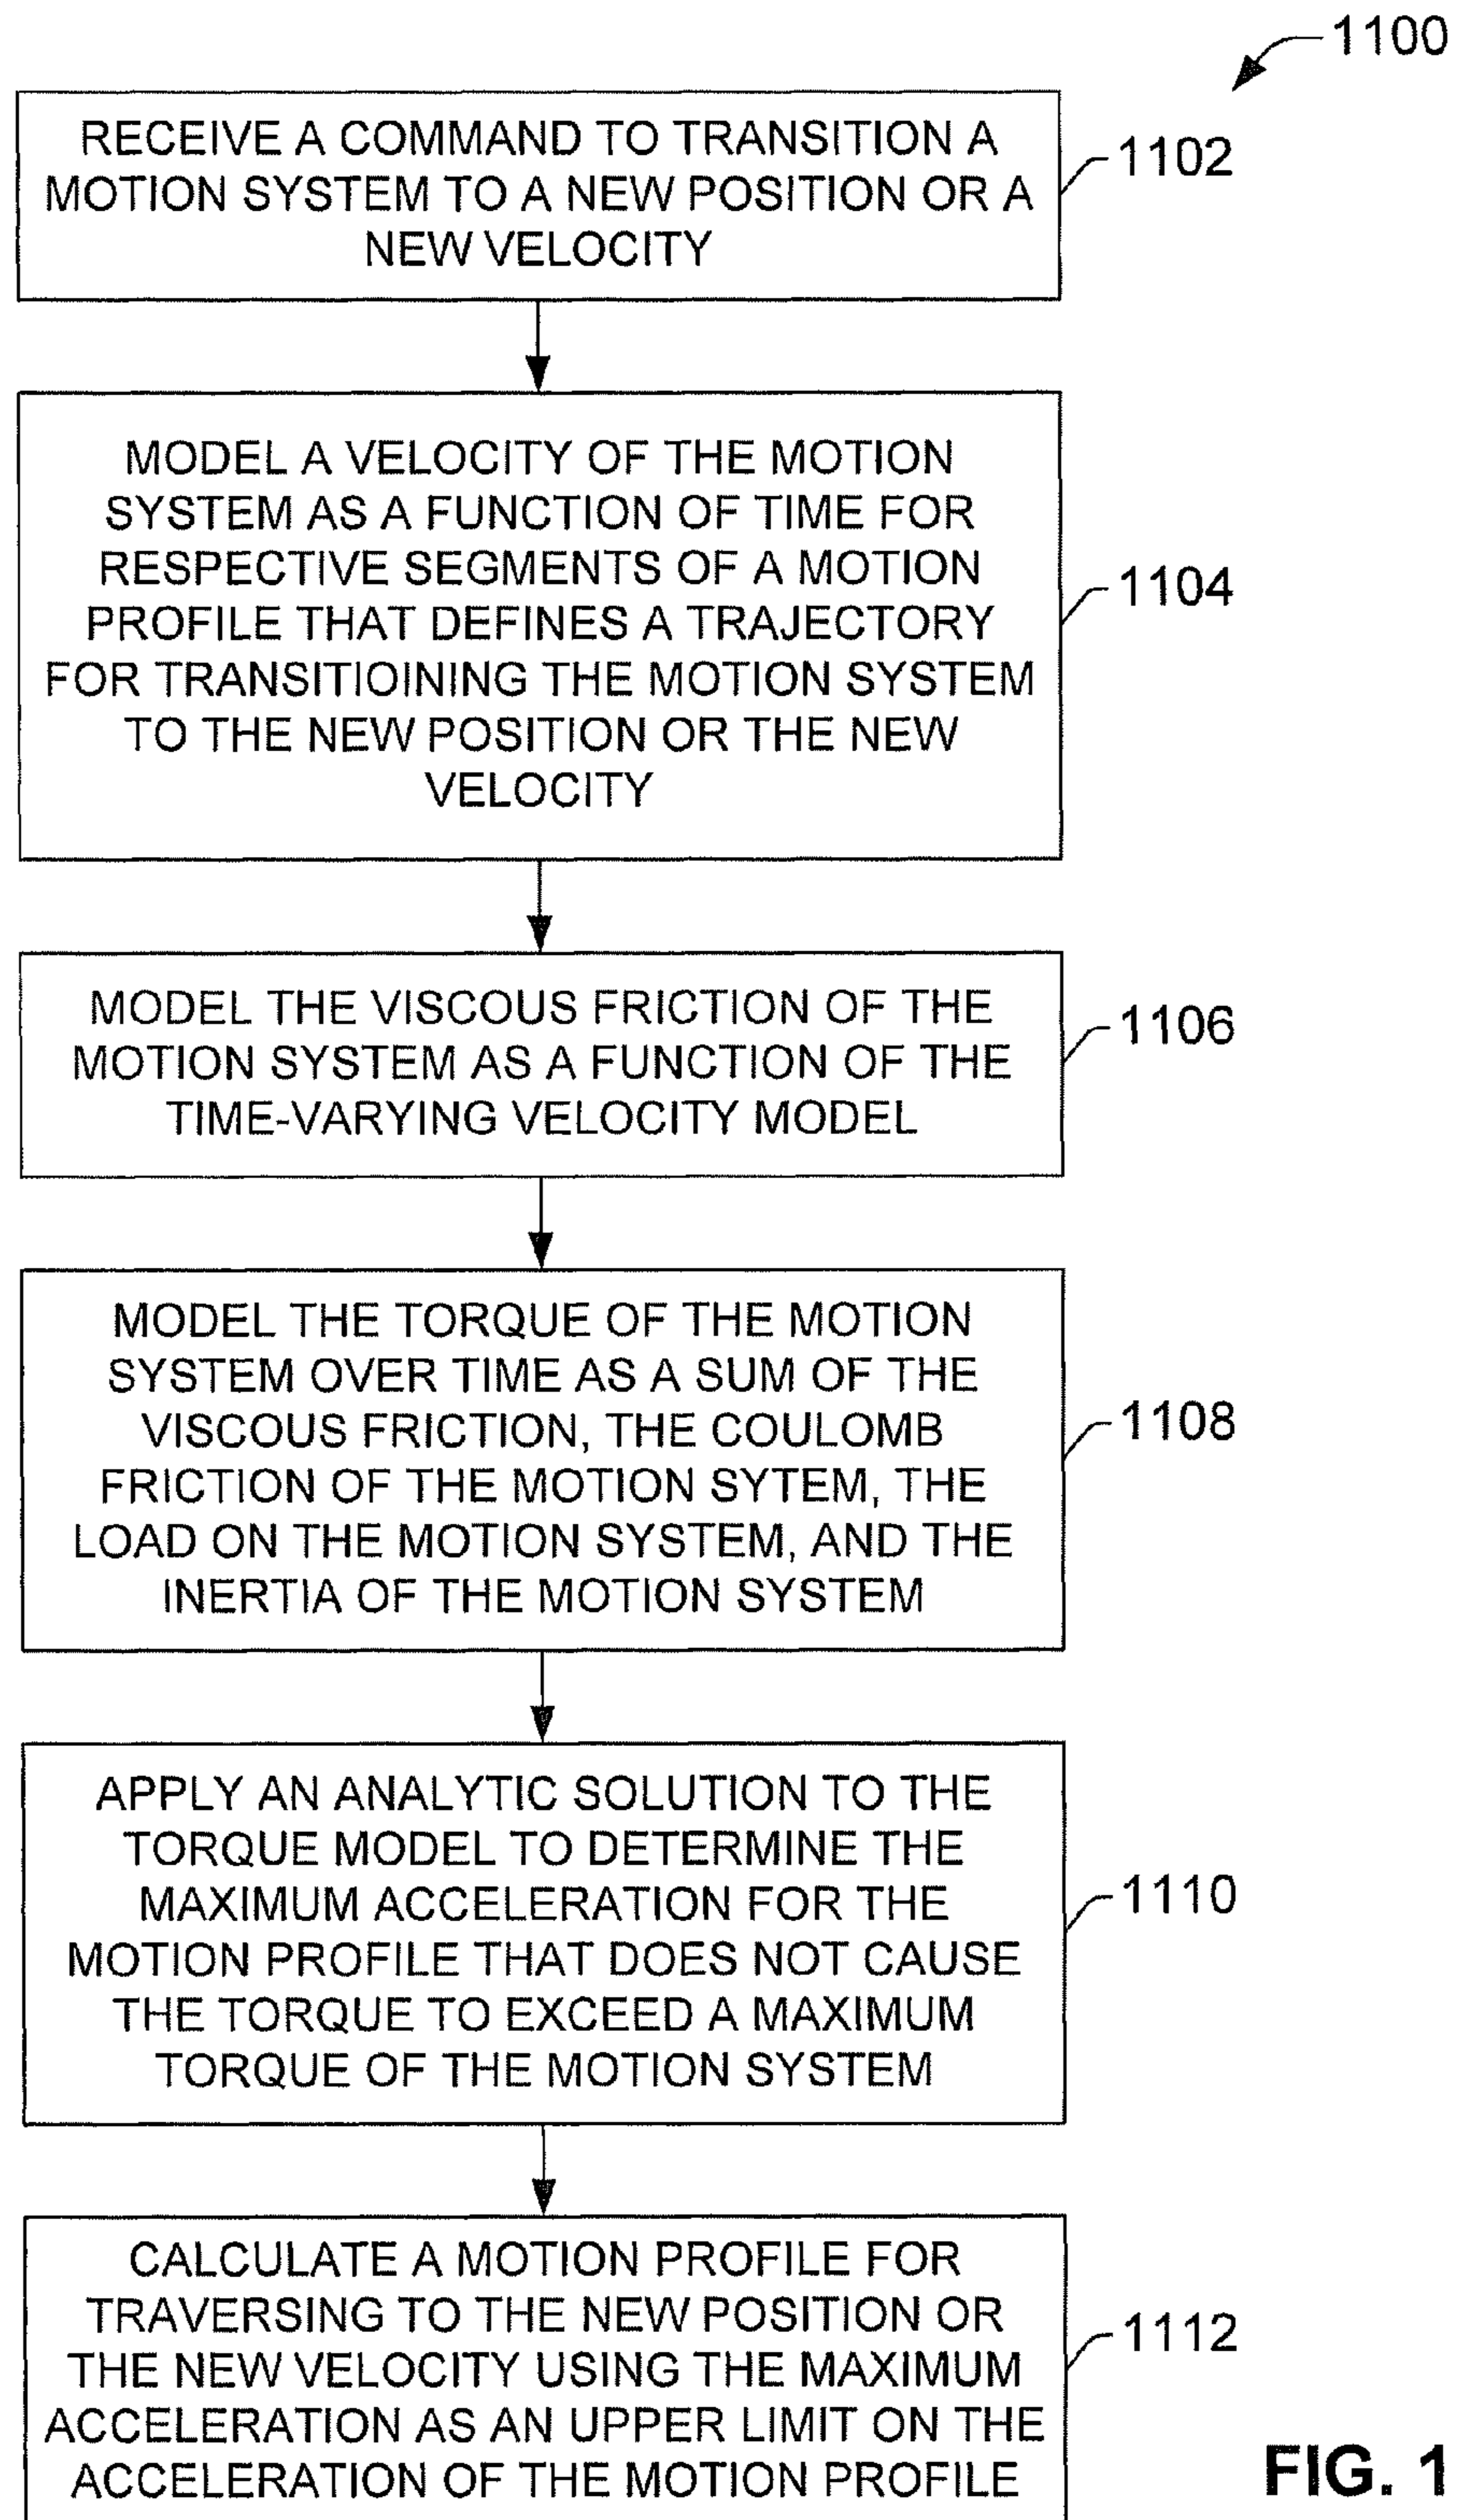 1100
RECEIVE A COMMAND TO TRANSITION A
MOTION SYSTEM TO A NEW POSITION OR A
NEW VELOCITY
1102
MODEL A VELOCITY OF THE MOTION
SYSTEM AS A FUNCTION OF TIME FOR
RESPECTIVE SEGMENTS OF A MOTION
PROFILE THAT DEFINES A TRAJECTORY
FOR TRANSITIOINING THE MOTION SYSTEM
TO THE NEW POSITION OR THE NEW
VELOCITY
1104
MODEL THE VISCOUS FRICTION OF THE
MOTION SYSTEM AS A FUNCTION OF THE
TIME-VARYING VELOCITY MODEL
1106
MODEL THE TORQUE OF THE MOTION
SYSTEM OVER TIME AS A SUM OF THE
VISCOUS FRICTION, THE COULOMB
FRICTION OF THE MOTION SYTEM, THE
LOAD ON THE MOTION SYSTEM, AND THE
INERTIA OF THE MOTION SYSTEM
1108
APPLY AN ANALYTIC SOLUTION TO THE
TORQUE MODEL TO DETERMINE THE
MAXIMUM ACCELERATION FOR THE
MOTION PROFILE THAT DOES NOT CAUSE
THE TORQUE TO EXCEED A MAXIMUM
TORQUE OF THE MOTION SYSTEM
1110
CALCULATE A MOTION PROFILE FOR
TRAVERSING TO THE NEW POSITION OR
THE NEW VELOCITY USING THE MAXIMUM
ACCELERATION AS AN UPPER LIMIT ON THE
ACCELERATION OF THE MOTION PROFILE
1112
FIG. 1